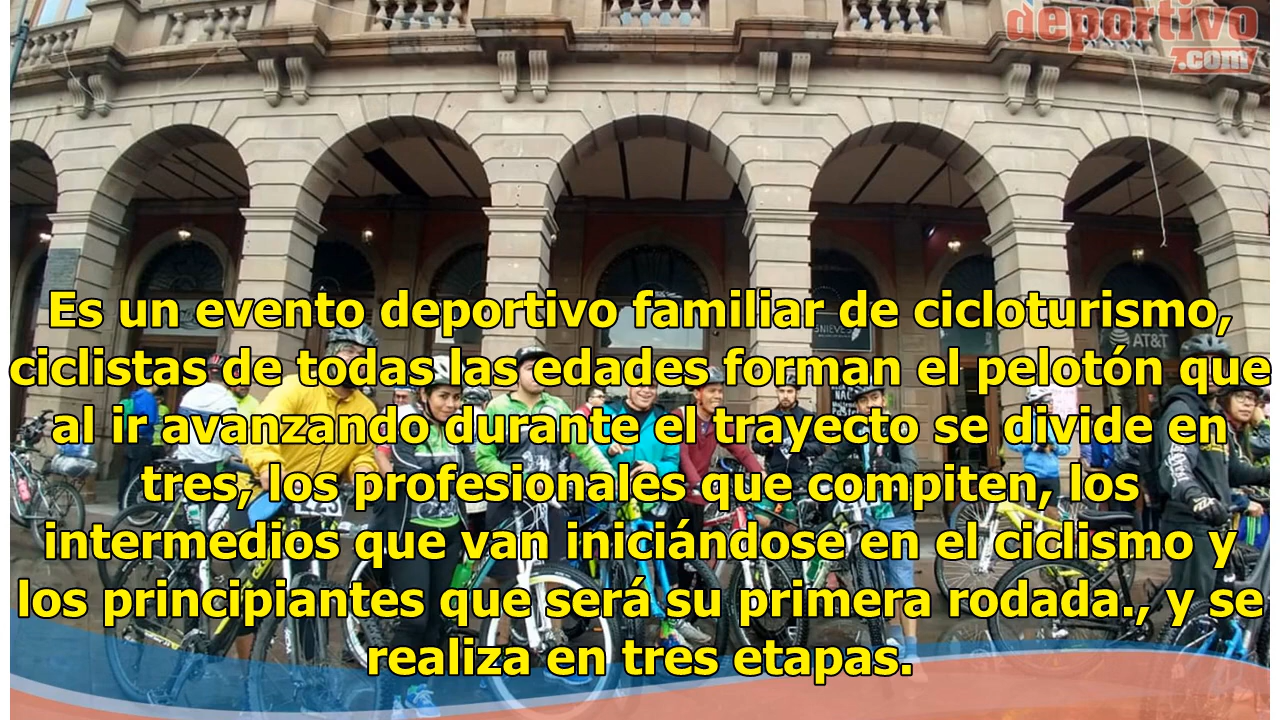 deportivo
.com
Es un evento deportivo familiar de cicloturismo,
ciclistas de todas las edades forman el pelotón que
al ir avanzando durante el trayecto se divide en
tres, los profesionales que compiten, los
intermedios que van iniciándose en el ciclismo y
los principiantes que será su primera rodada., y se
realiza en tres etapas.
AT&T